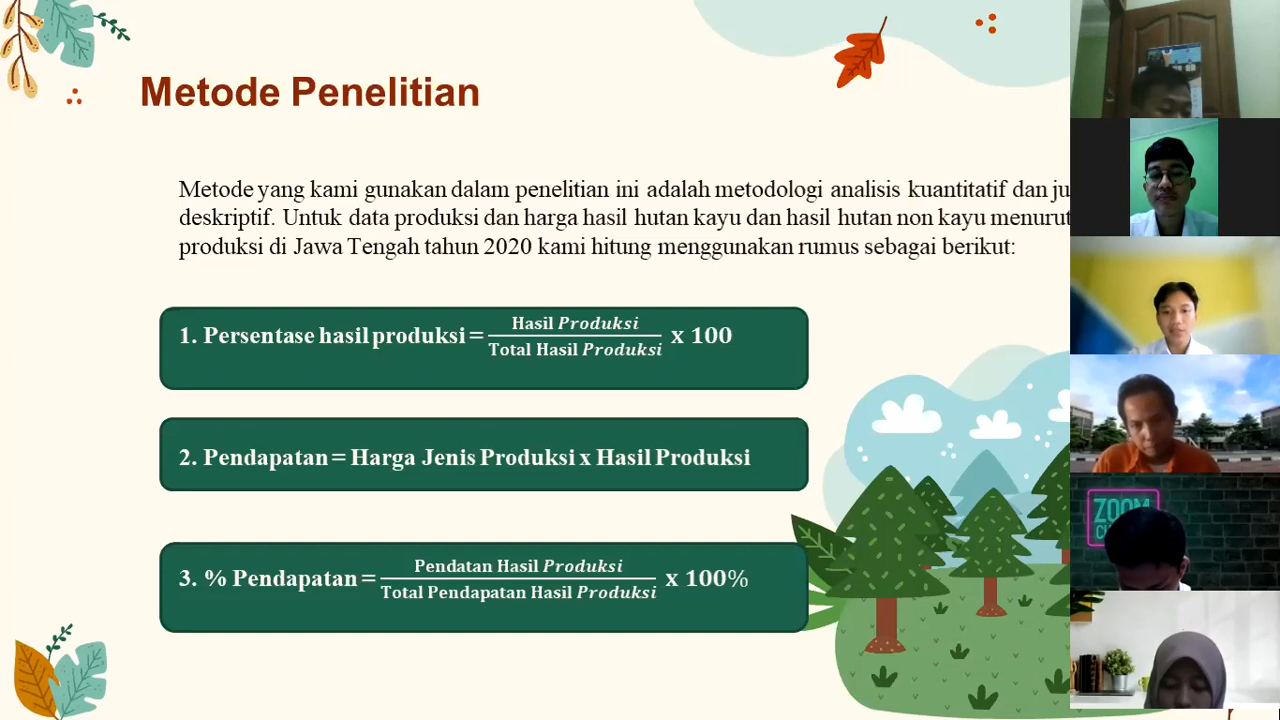 Metode Penelitian
Metode yang kami gunakan dalam penelitian ini adalah metodologi analisis kuantitatif dan ju
deskriptif. Untuk data produksi dan harga hasil hutan kayu dan hasil hutan non kayu menurut
produksi di Jawa Tengah tahun 2020 kami hitung menggunakan rumus sebagai berikut:
1. Persentase hasil produksi = Hasil Produksi / Total Hasil Produksi x 100
2. Pendapatan = Harga Jenis Produksi x Hasil Produksi
3. % Pendapatan = Pendatan Hasil Produksi / Total Pendapatan Hasil Produksi x 100%
ZOOM